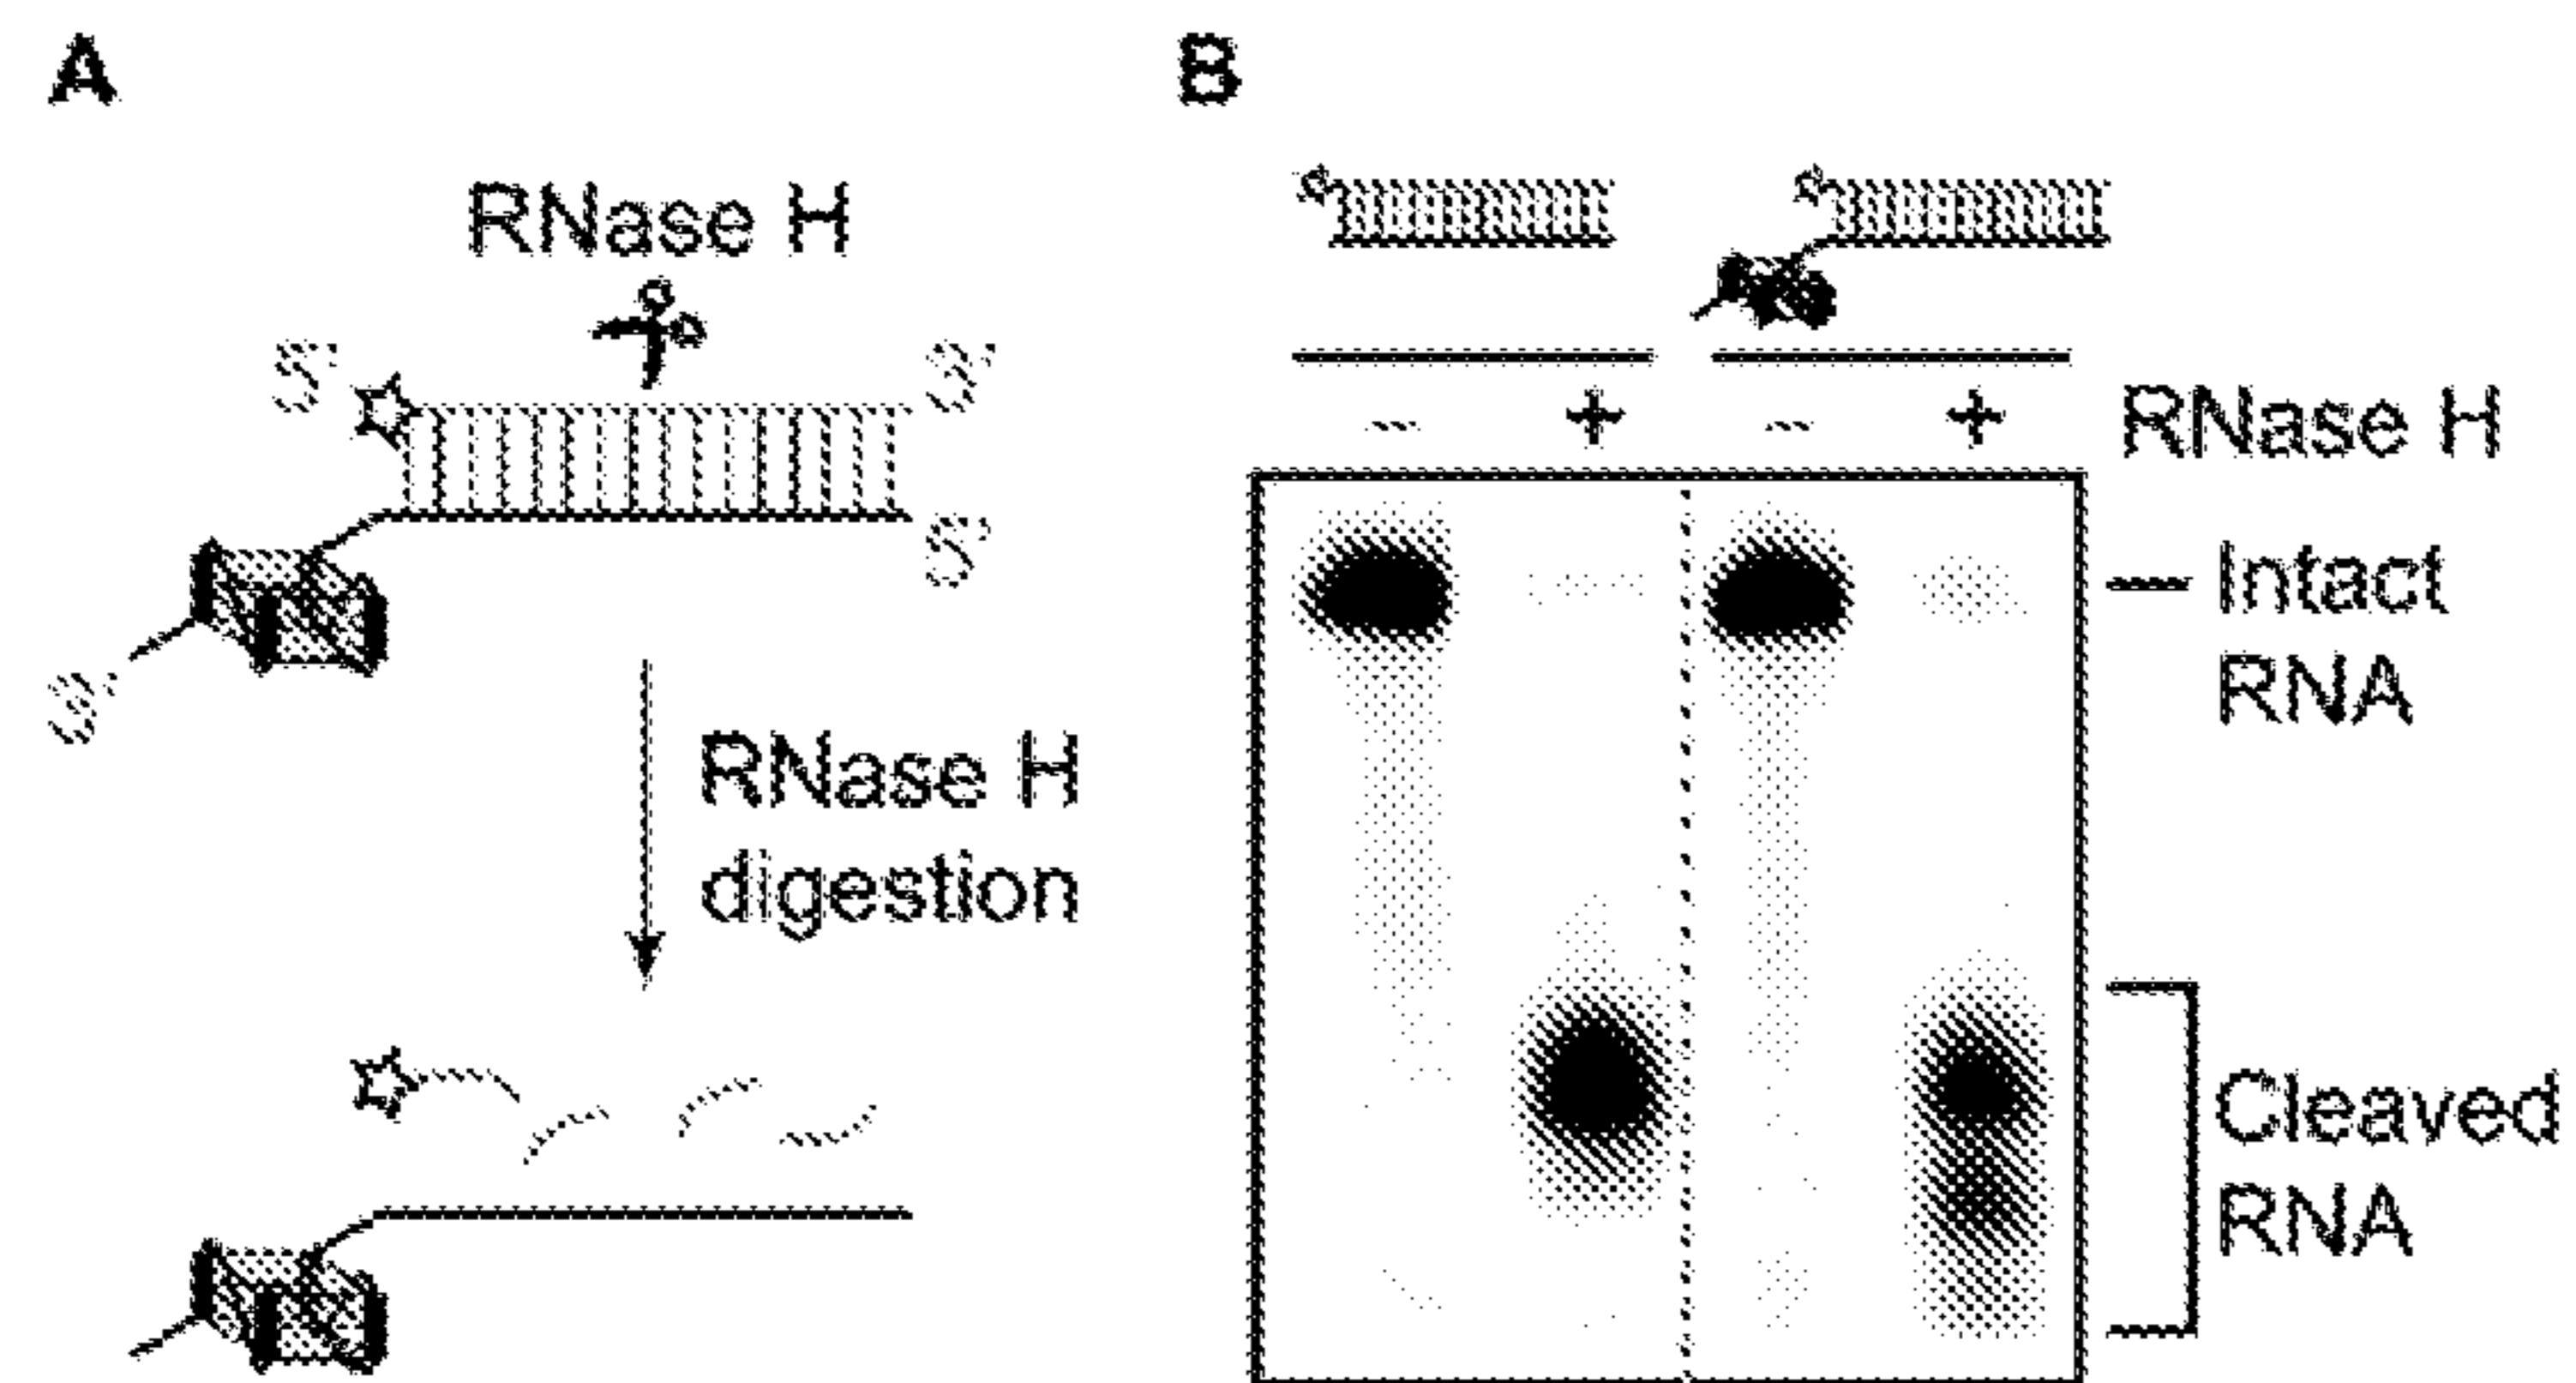 A
RNase H
5' 3'
5'
3'
RNase H
digestion
B
- + - + RNase H
Intact
RNA
Cleaved
RNA